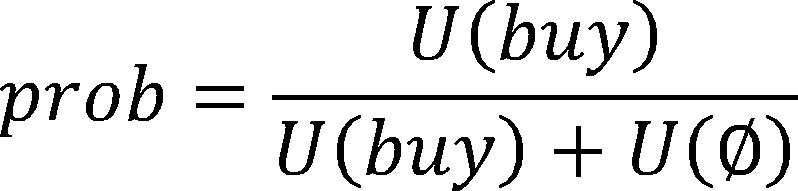 prob = U(buy) / U(buy) + U(∅)